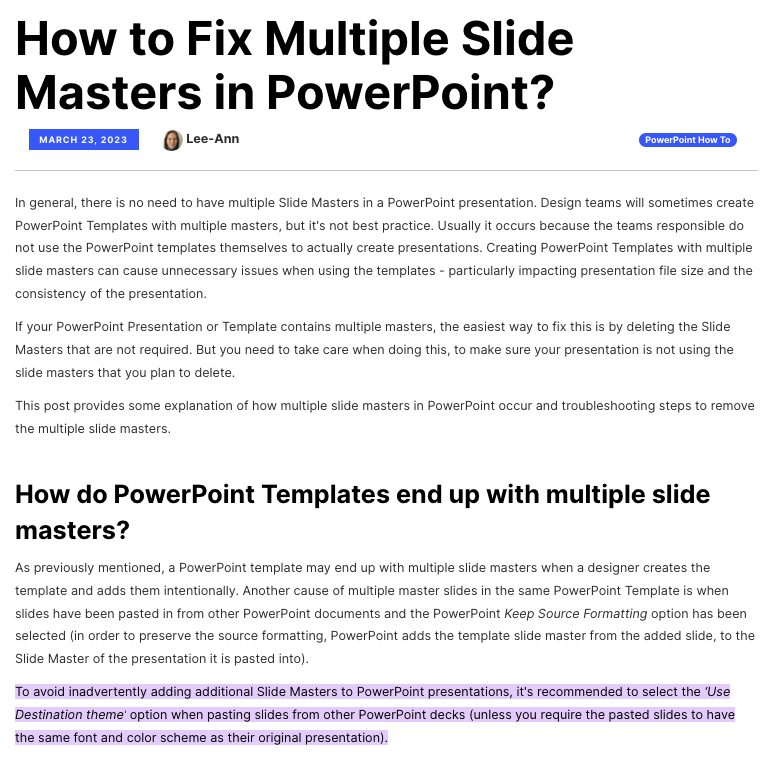 How to Fix Multiple Slide
Masters in PowerPoint?
MARCH 23, 2023
Lee-Ann
PowerPoint How To
In general, there is no need to have multiple Slide Masters in a PowerPoint presentation. Design teams will sometimes create
PowerPoint Templates with multiple masters, but it's not best practice. Usually it occurs because the teams responsible do
not use the PowerPoint templates themselves to actually create presentations. Creating PowerPoint Templates with multiple
slide masters can cause unnecessary issues when using the templates - particularly impacting presentation file size and the
consistency of the presentation.
If your PowerPoint Presentation or Template contains multiple masters, the easiest way to fix this is by deleting the Slide
Masters that are not required. But you need to take care when doing this, to make sure your presentation is not using the
slide masters that you plan to delete.
This post provides some explanation of how multiple slide masters in PowerPoint occur and troubleshooting steps to remove
the multiple slide masters.
How do PowerPoint Templates end up with multiple slide
masters?
As previously mentioned, a PowerPoint template may end up with multiple slide masters when a designer creates the
template and adds them intentionally. Another cause of multiple master slides in the same PowerPoint Template is when
slides have been pasted in from other PowerPoint documents and the PowerPoint Keep Source Formatting option has been
selected (in order to preserve the source formatting, PowerPoint adds the template slide master from the added slide, to the
Slide Master of the presentation it is pasted into).
To avoid inadvertently adding additional Slide Masters to PowerPoint presentations, it's recommended to select the ‘Use
Destination theme' option when pasting slides from other PowerPoint decks (unless you require the pasted slides to have
the same font and color scheme as their original presentation).